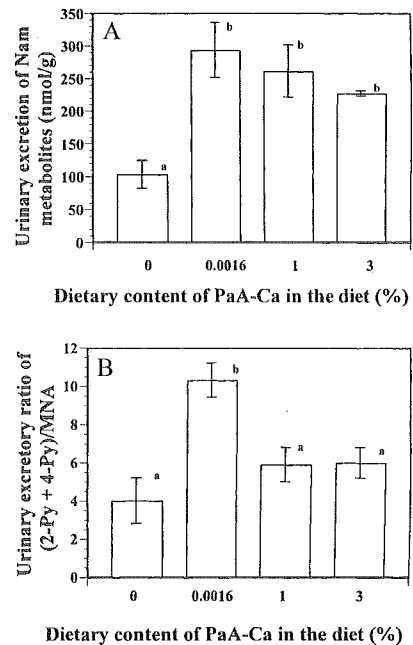 A
Urinary excretion of Nam
metabolites (nmol/g)
350
300
250
200
150
100
50
0
a
b
b
b
0
0.0016
1
3
Dietary content of PaA-Ca in the diet (%)
B
Urinary excretory ratio of
(2-Py + 4-Py)/MNA
12
10
8
6
4
2
0
a
b
a
a
0
0.0016
1
3
Dietary content of PaA-Ca in the diet (%)